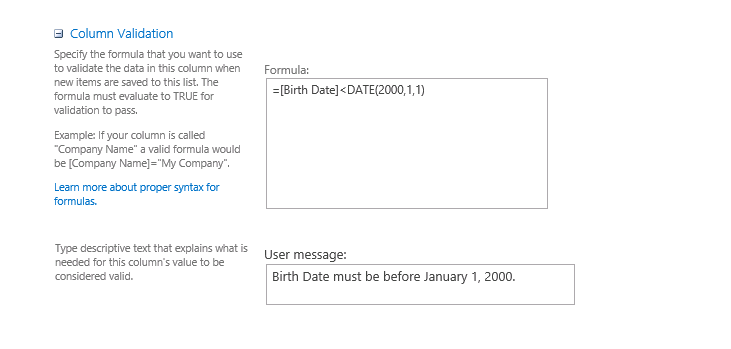 Column Validation
Specify the formula that you want to use
to validate the data in this column when
new items are saved to this list. The
formula must evaluate to TRUE for
validation to pass.
Example: If your column is called
"Company Name" a valid formula would
be [Company Name]="My Company".
Learn more about proper syntax for
formulas.
Formula:
=[Birth Date]<DATE(2000,1,1)
Type descriptive text that explains what is
needed for this column's value to be
considered valid.
User message:
Birth Date must be before January 1, 2000.